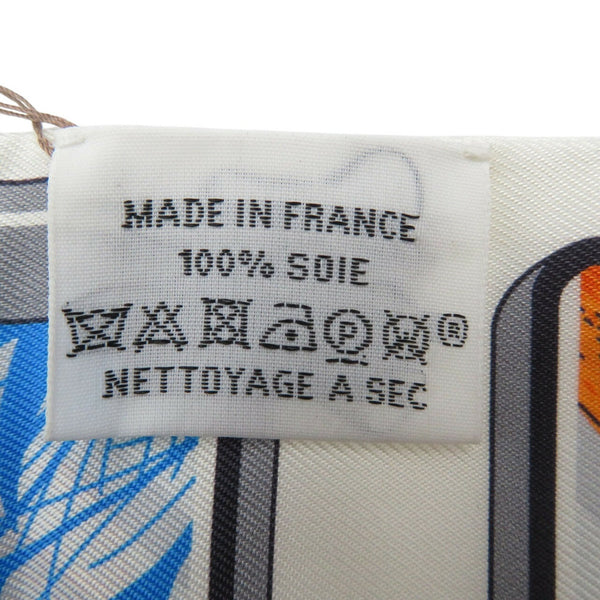 MADE IN FRANCE
100% SOIE
P ®
NETTOYAGE A SEC